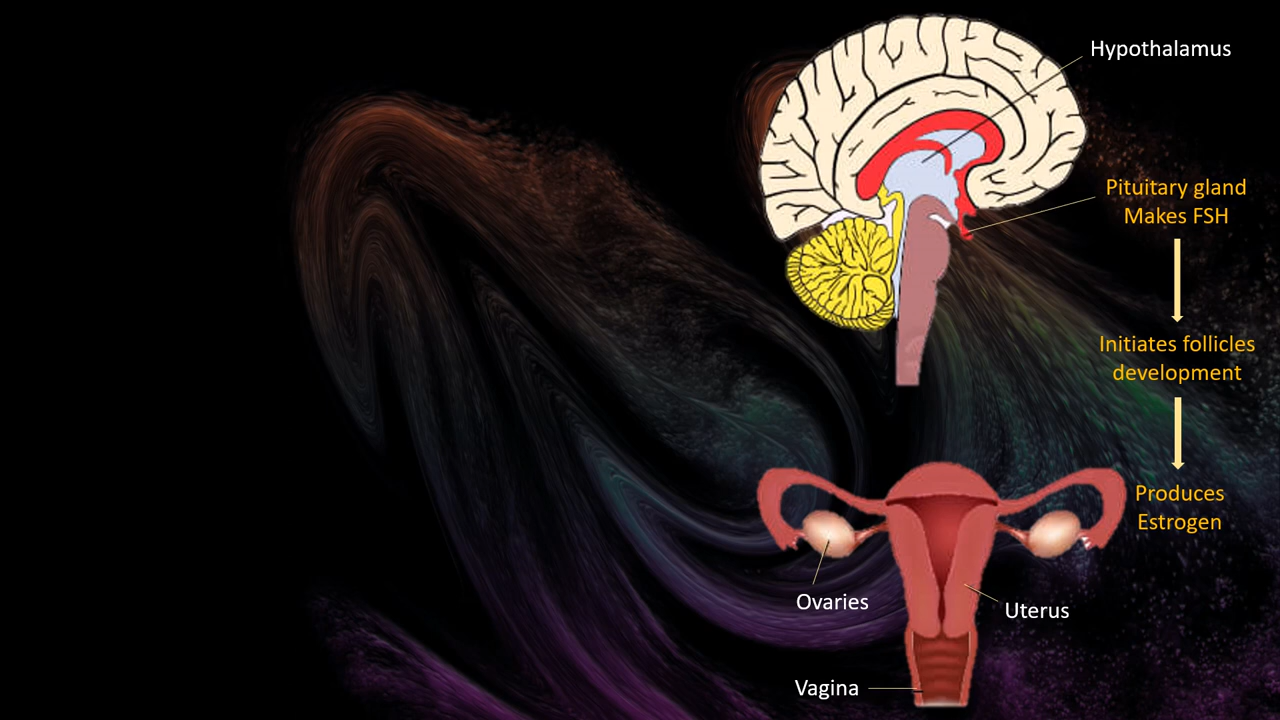 Hypothalamus
Pituitary gland
Makes FSH
Initiates follicles
development
Produces
Estrogen
Ovaries
Uterus
Vagina